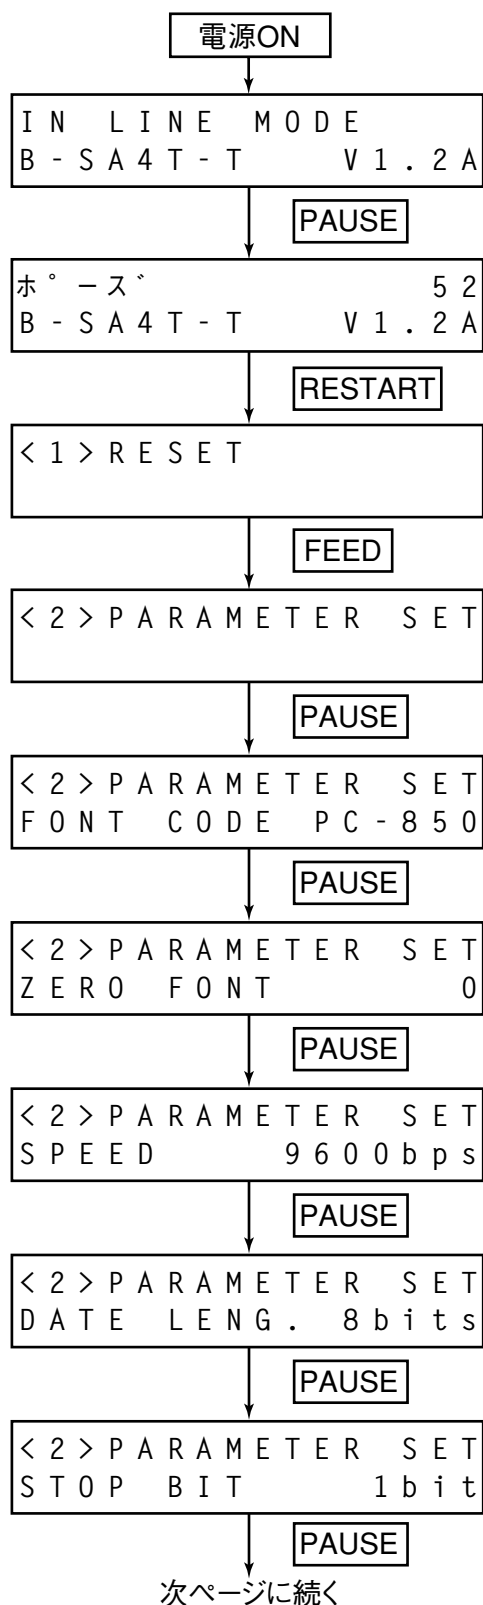 電源ON
IN LINE MODE
B-SA4T-T V1.2A
PAUSE
ホ゜ーズ 52
B-SA4T-T V1.2A
RESTART
<1>RESET
FEED
<2>PARAMETER SET
PAUSE
<2>PARAMETER SET
FONT CODE PC-850
PAUSE
<2>PARAMETER SET
ZERO FONT 0
PAUSE
<2>PARAMETER SET
SPEED 9600bps
PAUSE
<2>PARAMETER SET
DATE LENG. 8bits
PAUSE
<2>PARAMETER SET
STOP BIT 1bit
PAUSE
次ページに続く